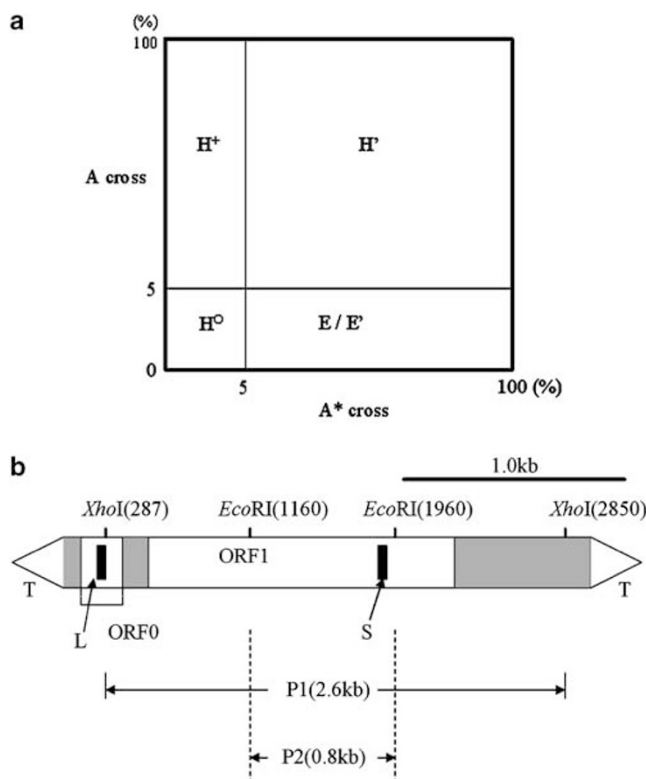 a
(%)
100
H⁺
H'
A cross
5
H°
E / E'
0
5
100 (%)
A* cross
b
1.0kb
XhoI(287)
EcoRI(1160)
EcoRI(1960)
XhoI(2850)
ORF1
T
T
L
ORF0
S
P1(2.6kb)
P2(0.8kb)